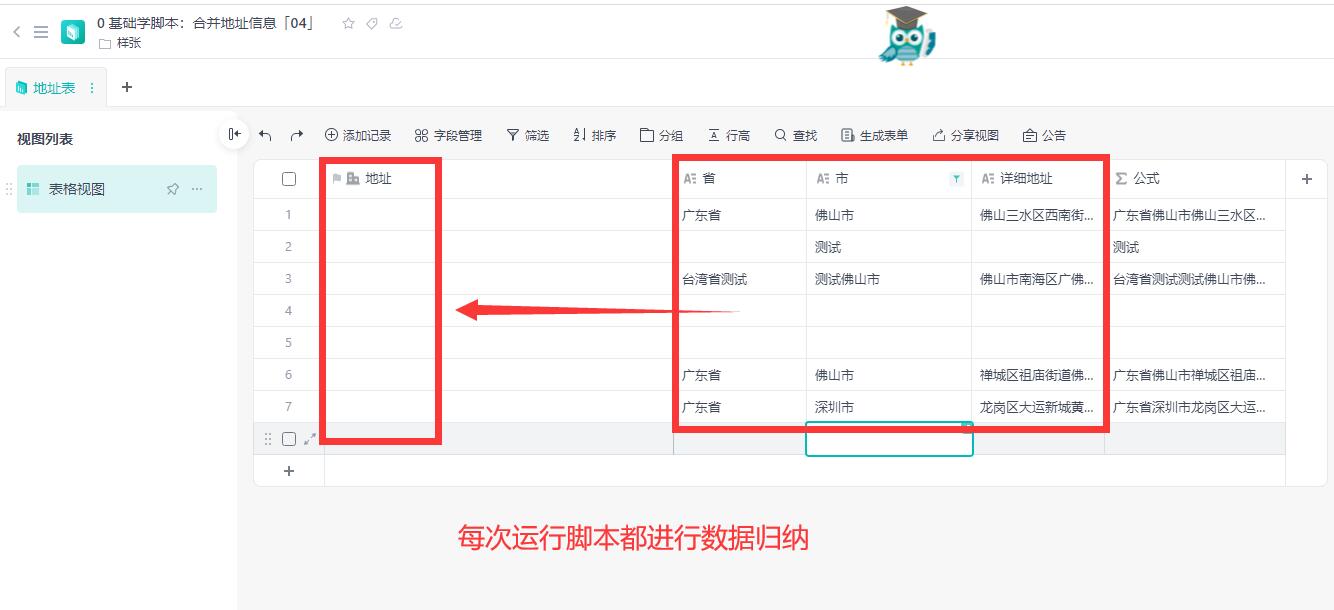 0 基础学脚本：合并地址信息「04」
样张
地址表
视图列表
添加记录 字段管理 筛选 排序 分组 行高 查找 生成表单 分享视图 公告
表格视图
地址 省 市 详细地址 公式
1 广东省 佛山市 佛山三水区西南街... 广东省佛山市佛山三水区...
2 测试 测试
3 台湾省测试 测试佛山市 佛山市南海区广佛... 台湾省测试测试佛山市佛...
4
5
6 广东省 佛山市 禅城区祖庙街道佛... 广东省佛山市禅城区祖庙...
7 广东省 深圳市 龙岗区大运新城黄... 广东省深圳市龙岗区大运...
每次运行脚本都进行数据归纳